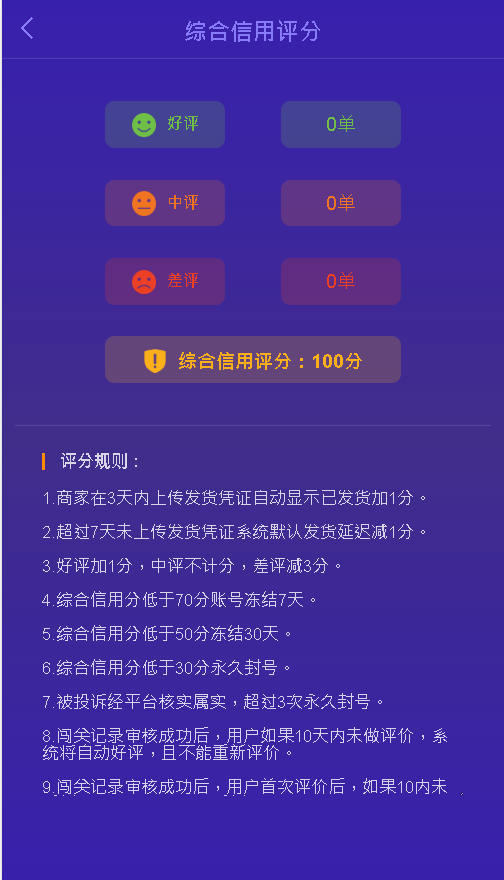 综合信用评分
好评 0单
中评 0单
差评 0单
综合信用评分：100分
评分规则：
1.商家在3天内上传发货凭证自动显示已发货加1分。
2.超过7天未上传发货凭证系统默认发货延迟减1分。
3.好评加1分，中评不计分，差评减3分。
4.综合信用分低于70分账号冻结7天。
5.综合信用分低于50分冻结30天。
6.综合信用分低于30分永久封号。
7.被投诉经平台核实属实，超过3次永久封号。
8.闯关记录审核成功后，用户如果10天内未做评价，系
统将自动好评，且不能重新评价。
9.闯关记录审核成功后，用户首次评价后，如果10内未